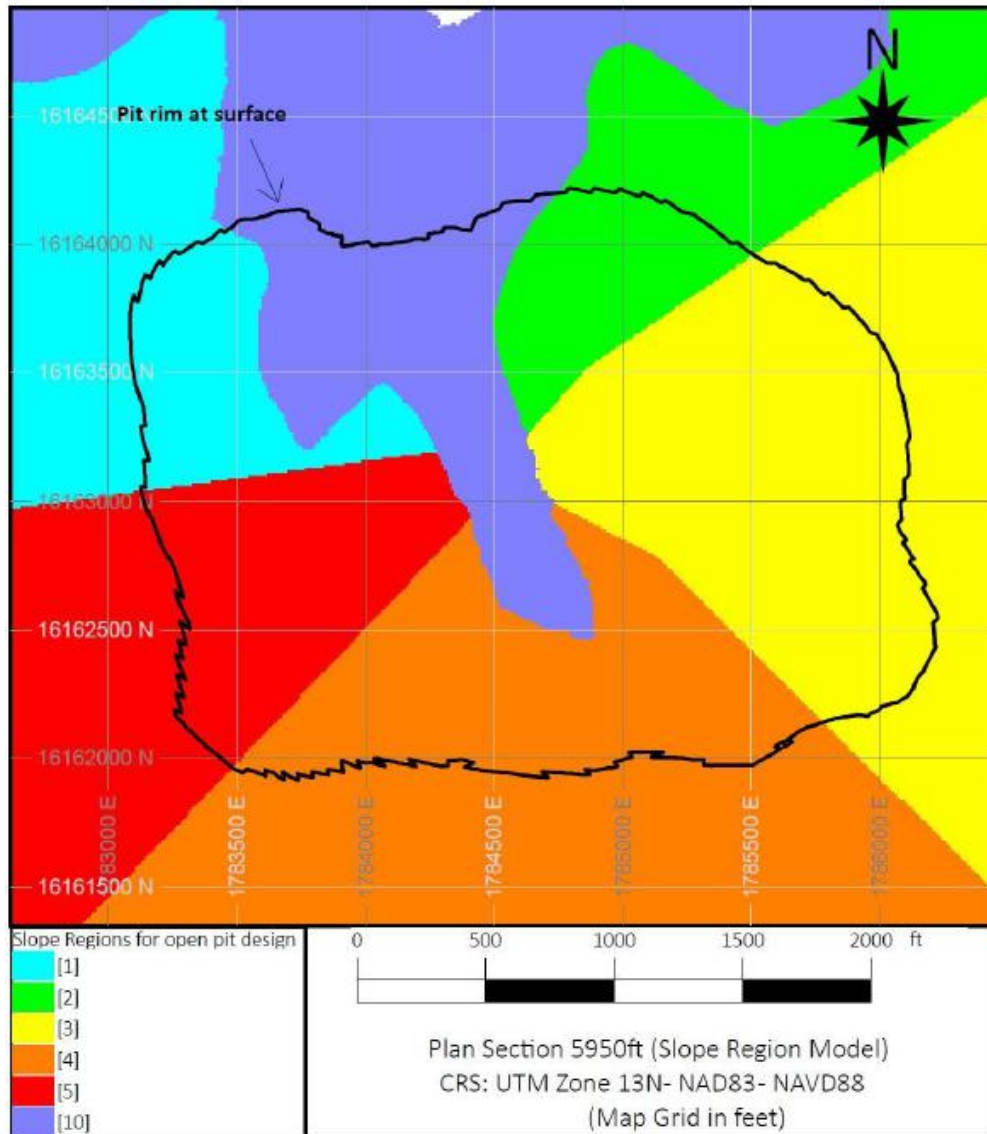 N
16164500 N
Pit rim at surface
16164000 N
16163500 N
16163000 N
16162500 N
16162000 N
16161500 N
1783000 E
1783500 E
1784000 E
1784500 E
1785000 E
1785500 E
1786000 E
Slope Regions for open pit design
[1]
[2]
[3]
[4]
[5]
[10]
0 500 1000 1500 2000 ft
Plan Section 5950ft (Slope Region Model)
CRS: UTM Zone 13N- NAD83- NAVD88
(Map Grid in feet)